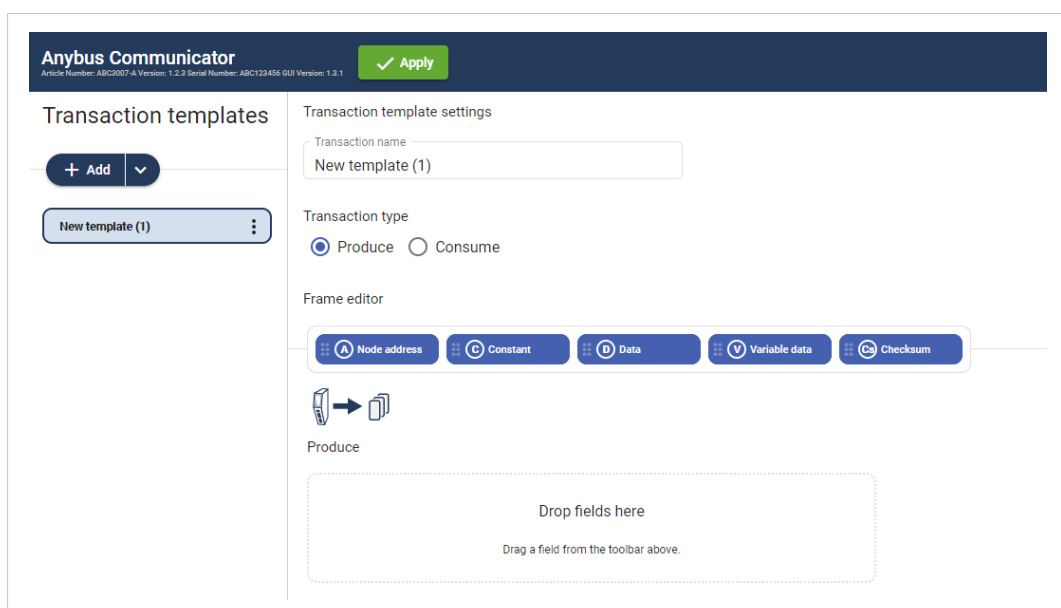 Anybus Communicator
Article Number: ABC3007-A Version: 1.2.3 Serial Number: ABC123456 GUI Version: 1.3.1
Apply
Transaction templates
Add
New template (1)
Transaction template settings
Transaction name
New template (1)
Transaction type
Produce Consume
Frame editor
A Node address C Constant D Data V Variable data Cs Checksum
Produce
Drop fields here
Drag a field from the toolbar above.